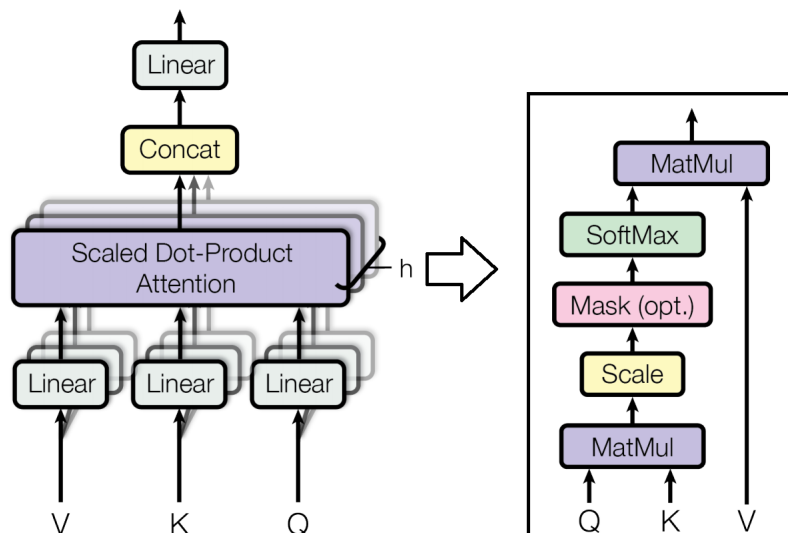 Linear
Concat
Scaled Dot-Product
Attention
h
Linear
Linear
Linear
V
K
Q
MatMul
SoftMax
Mask (opt.)
Scale
MatMul
Q
K
V